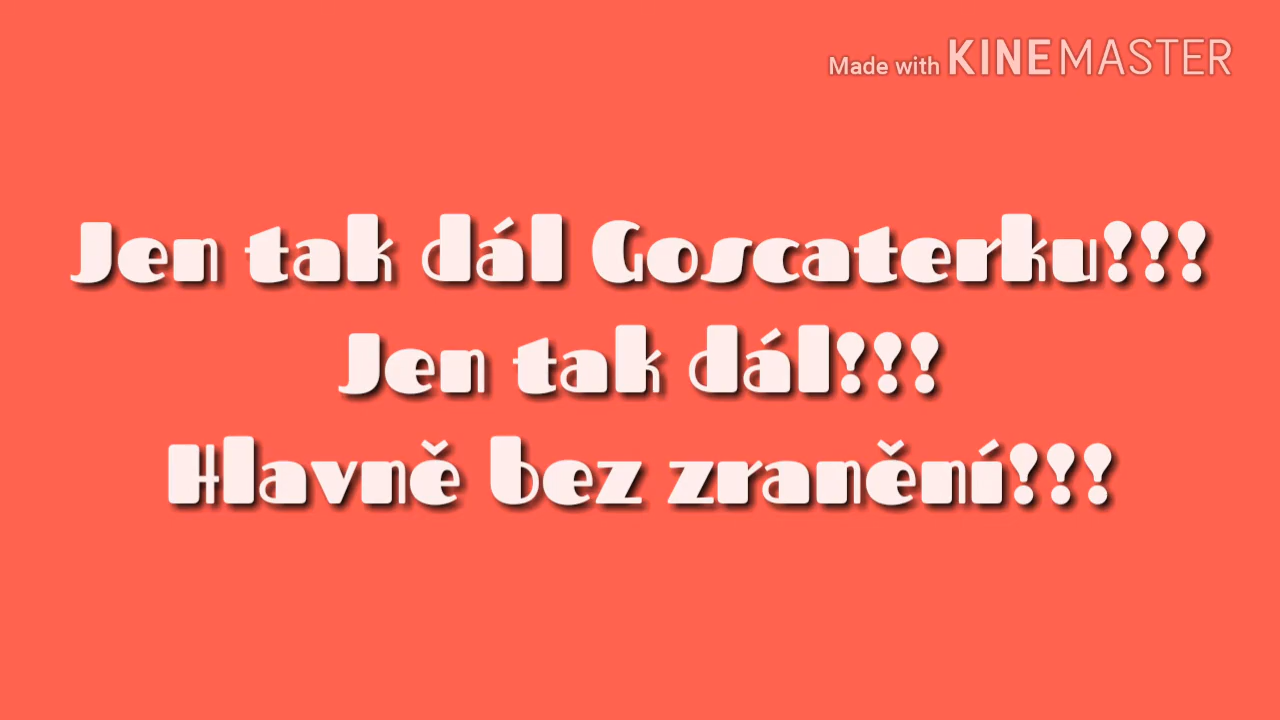 Made with KINEMASTER
Jen tak dál Goscaterku!!!
Jen tak dál!!!
Hlavně bez zranění!!!